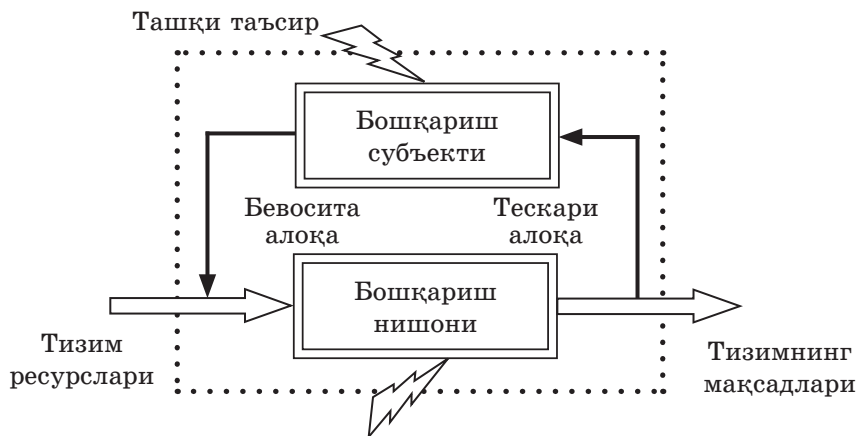 Ташқи таъсир
Бошқариш
субъекти
Бевосита
алоқа
Тескари
алоқа
Бошқариш
нишони
Тизим
ресурслари
Тизимнинг
мақсадлари